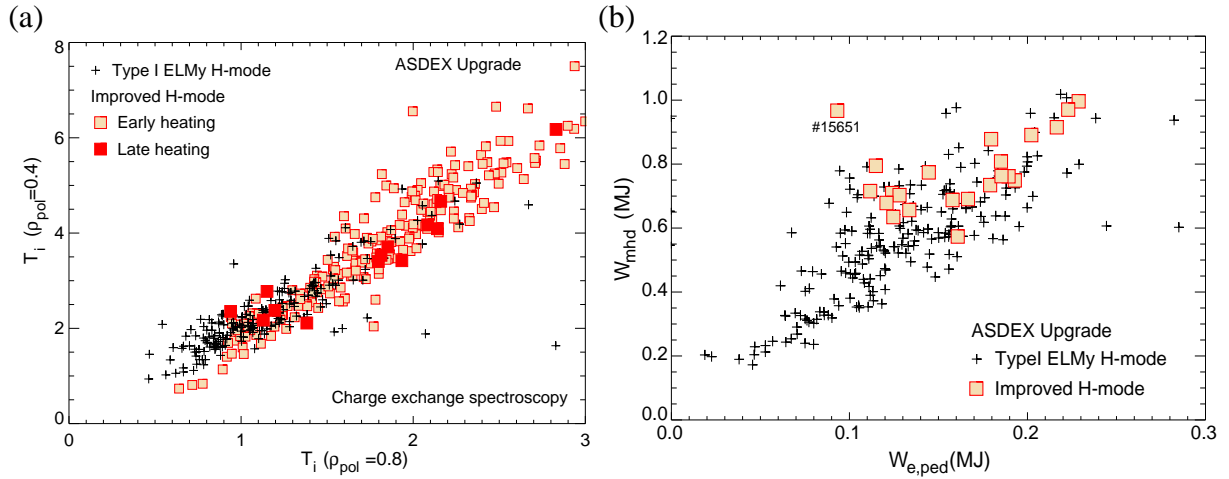 (a)
8
6
4
2
0
T_i (ρ_pol=0.4)
+ Type I ELMy H-mode
ASDEX Upgrade
Improved H-mode
Early heating
Late heating
Charge exchange spectroscopy
0 1 2 3
T_i (ρ_pol =0.8)
(b)
1.2
1.0
0.8
0.6
0.4
0.2
0.0
W_mhd (MJ)
#15651
ASDEX Upgrade
+ TypeI ELMy H-mode
Improved H-mode
0.0 0.1 0.2 0.3
W_e,ped(MJ)